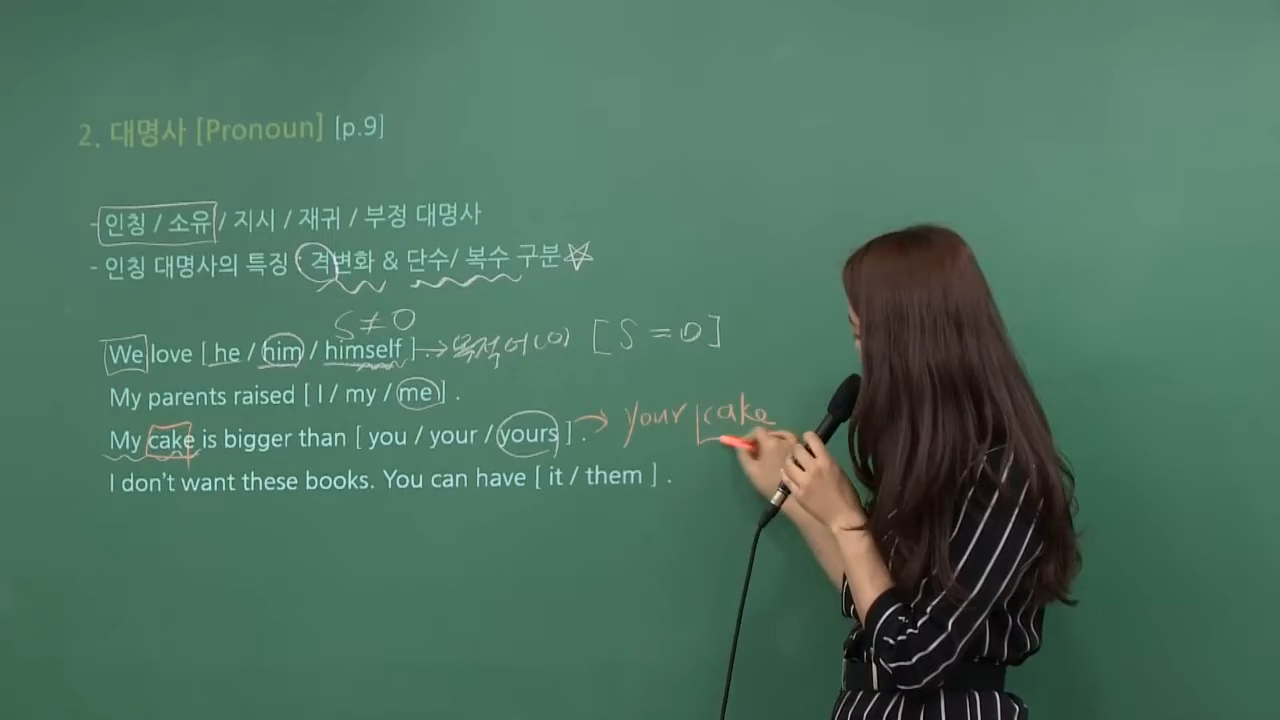 2. 대명사 [Pronoun] [p.9]
- 인칭 / 소유 / 지시 / 재귀 / 부정 대명사
- 인칭 대명사의 특징 : 격변화 & 단수/ 복수 구분 ☆
S ≠ O
We love [ he / him / himself ] . → 목적어(O) [ S = O ]
My parents raised [ I / my / me ] .
My cake is bigger than [ you / your / yours ] . → your cake
I don't want these books. You can have [ it / them ] .